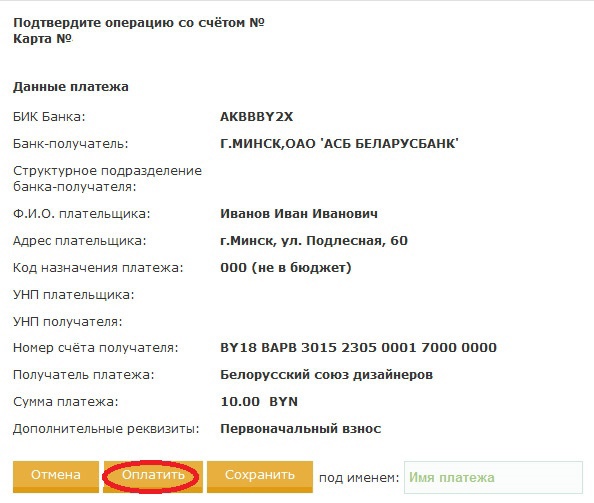 Подтвердите операцию со счётом №
Карта №
Данные платежа
БИК Банка: AKBBBY2X
Банк-получатель: Г.МИНСК,ОАО 'АСБ БЕЛАРУСБАНК'
Структурное подразделение
банка-получателя:
Ф.И.О. плательщика: Иванов Иван Иванович
Адрес плательщика: г.Минск, ул. Подлесная, 60
Код назначения платежа: 000 (не в бюджет)
УНП плательщика:
УНП получателя:
Номер счёта получателя: BY18 BAPB 3015 2305 0001 7000 0000
Получатель платежа: Белорусский союз дизайнеров
Сумма платежа: 10.00 BYN
Дополнительные реквизиты: Первоначальный взнос
Отмена Оплатить Сохранить под именем: Имя платежа